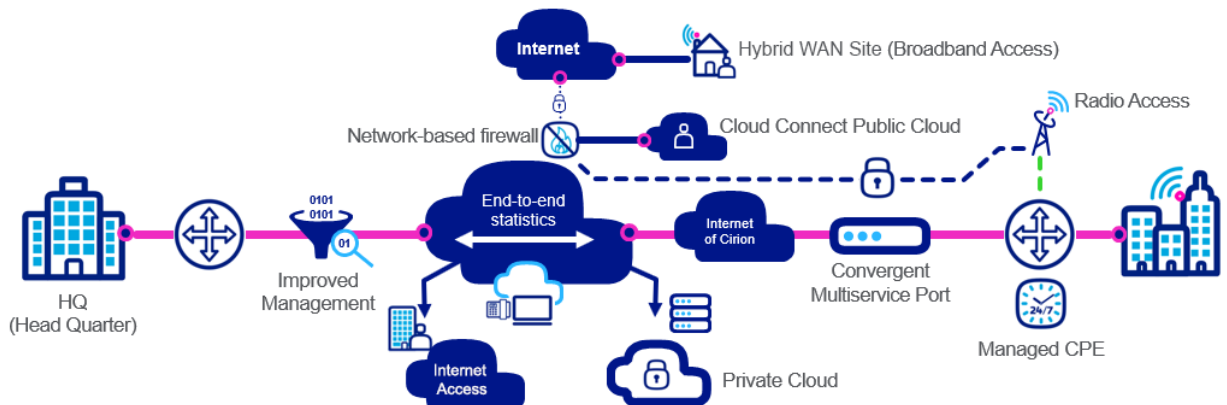 Internet
Hybrid WAN Site (Broadband Access)
Radio Access
Network-based firewall
Cloud Connect Public Cloud
0101
0101
01
End-to-end
statistics
Internet
of Cirion
Improved
Management
Convergent
Multiservice Port
HQ
(Head Quarter)
24/7
Managed CPE
Internet
Access
Private Cloud